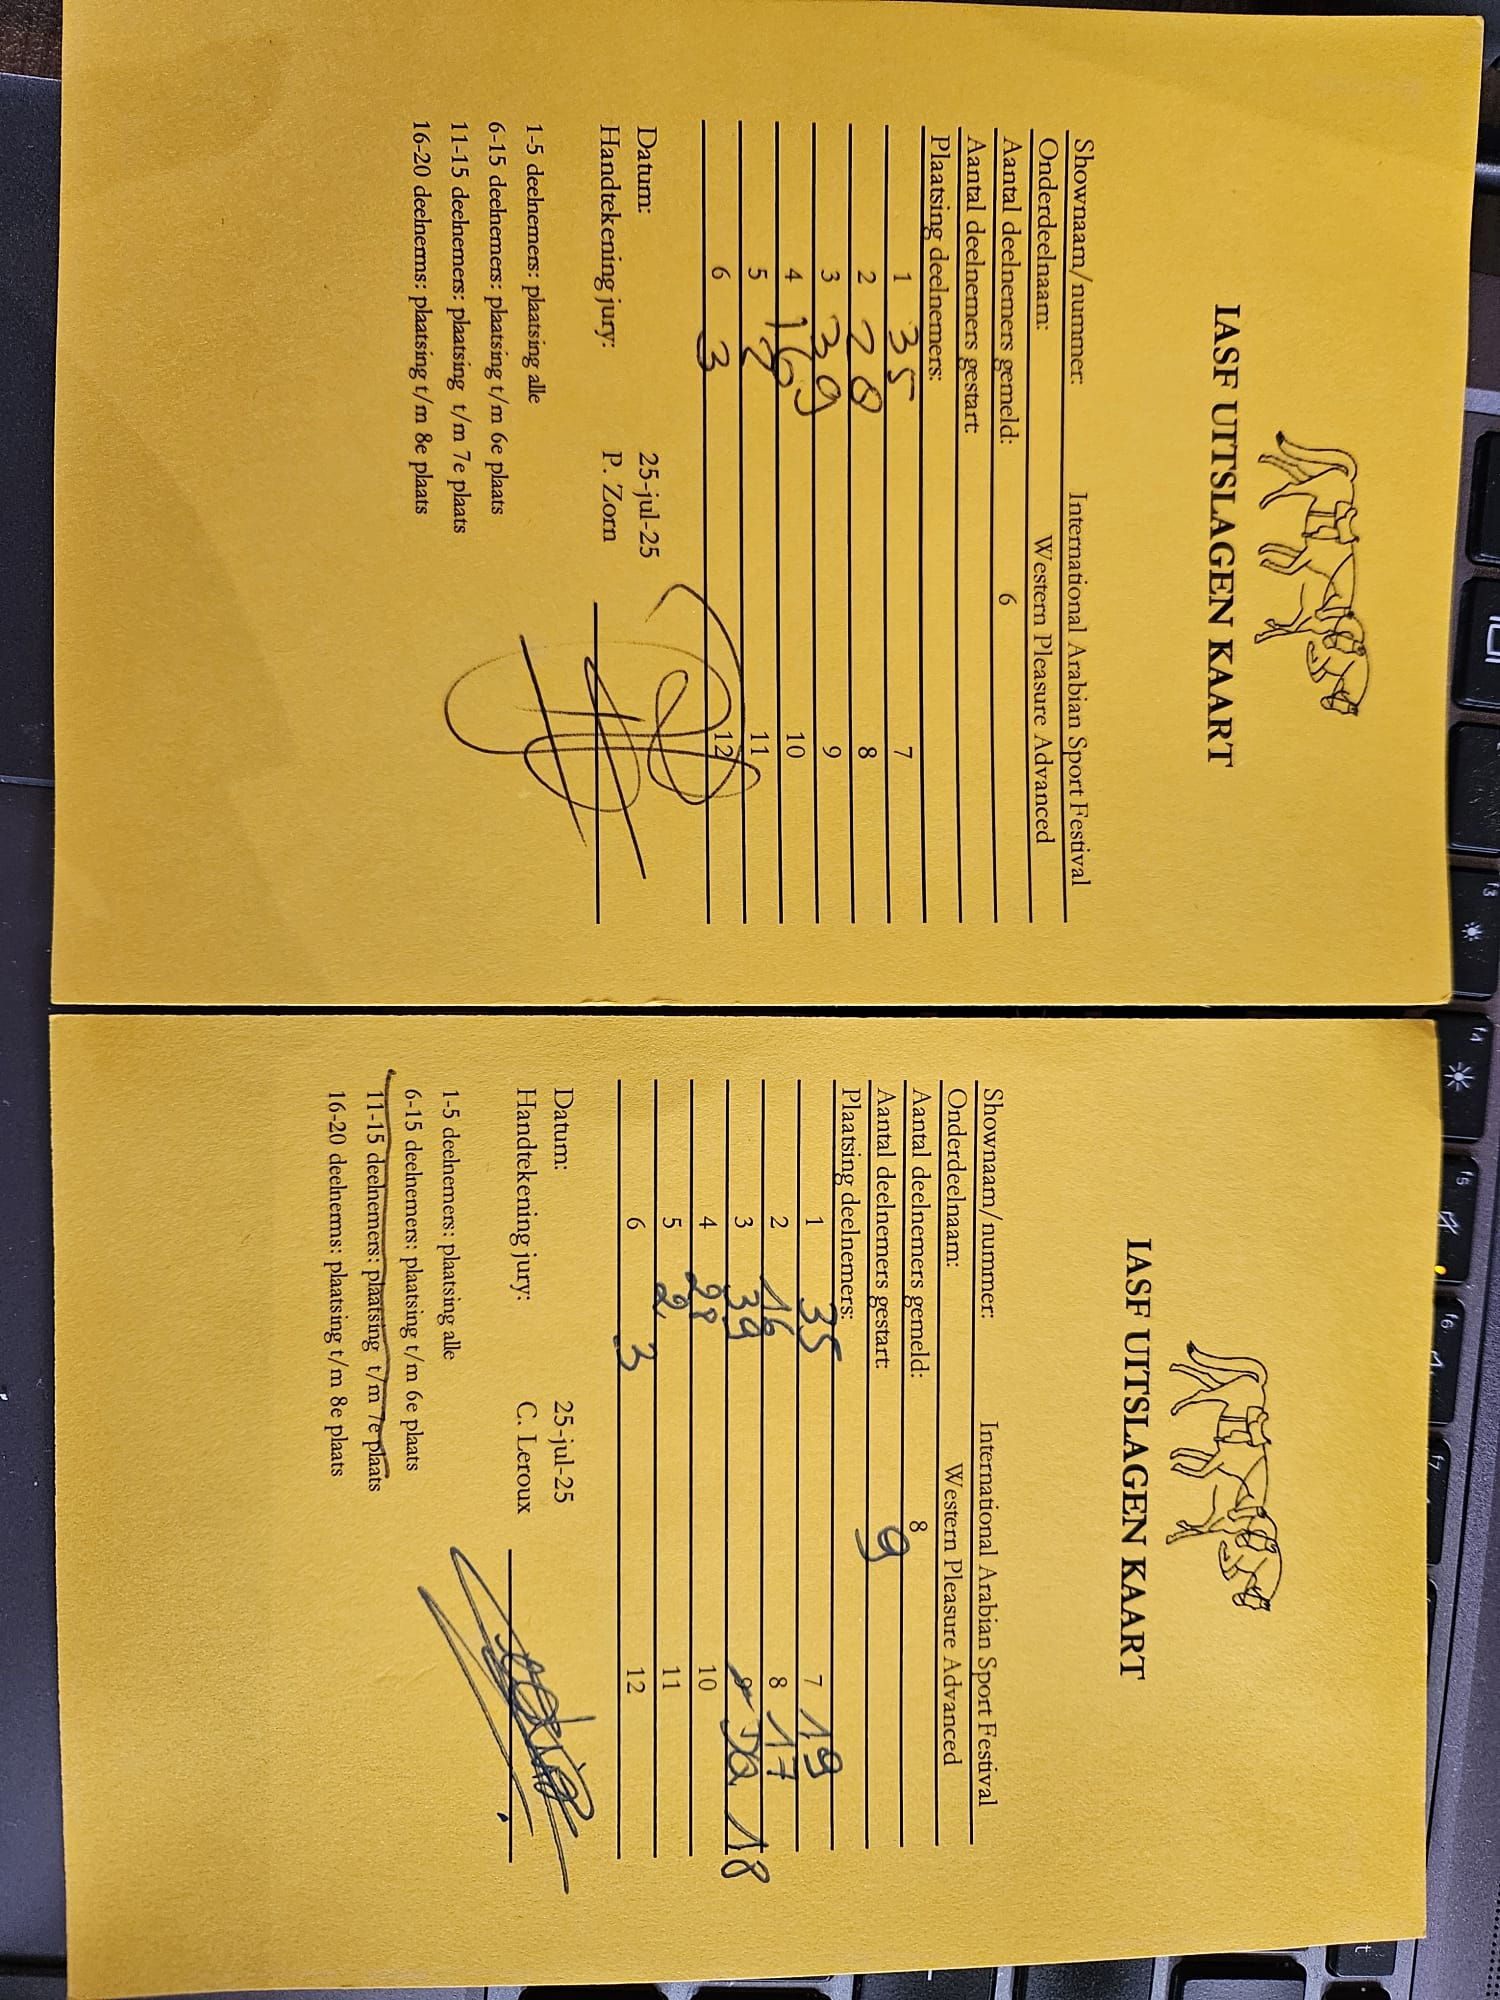 IASF UITSLAGEN KAART
Shownaam/nummer: International Arabian Sport Festival
Onderdeelnaam: Western Pleasure Advanced
Aantal deelnemers gemeld: 6
Aantal deelnemers gestart:
Plaatsing deelnemers:
1 35 7
2 28 8
3 39 9
4 16 10
5 2 11
6 3 12
Datum: 25-jul-25
Handtekening jury: P. Zorn
1-5 deelnemers: plaatsing alle
6-15 deelnemers: plaatsing t/m 6e plaats
11-15 deelnemers: plaatsing t/m 7e plaats
16-20 deelnerms: plaatsing t/m 8e plaats
IASF UITSLAGEN KAART
Shownaam/nummer: International Arabian Sport Festival
Onderdeelnaam: Western Pleasure Advanced
Aantal deelnemers gemeld: 8
Aantal deelnemers gestart: 9
Plaatsing deelnemers:
1 35 7 19
2 16 8 17
3 39 9 DQ 18
4 28 10
5 2 11
6 3 12
Datum: 25-jul-25
Handtekening jury: C. Leroux
1-5 deelnemers: plaatsing alle
6-15 deelnemers: plaatsing t/m 6e plaats
11-15 deelnemers: plaatsing t/m 7e plaats
16-20 deelnerms: plaatsing t/m 8e plaats